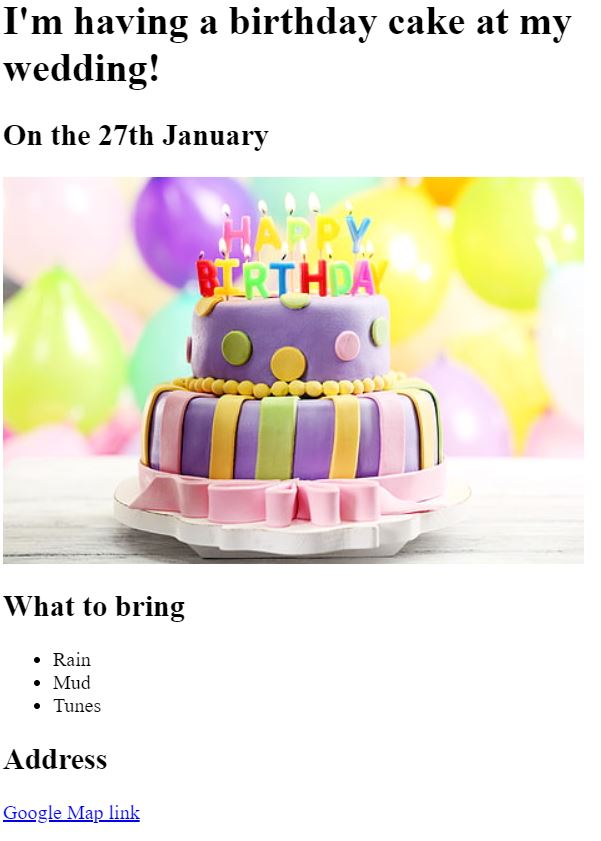 I'm having a birthday cake at my
wedding!
On the 27th January
HAPPY
BIRTHDAY
What to bring
Rain
Mud
Tunes
Address
Google Map link